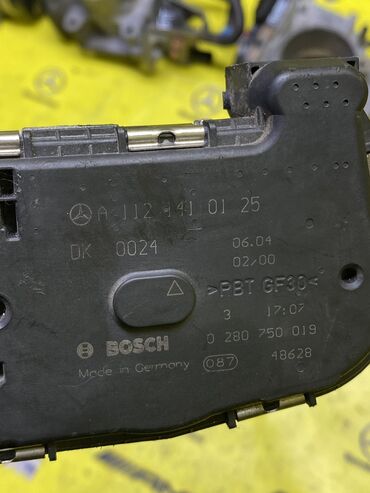 A 112 141 01 25
DK 0024
06.04
02/00
>PBT GF30<
3 17:07
BOSCH
0 280 750 019
Made in Germany
087
48628